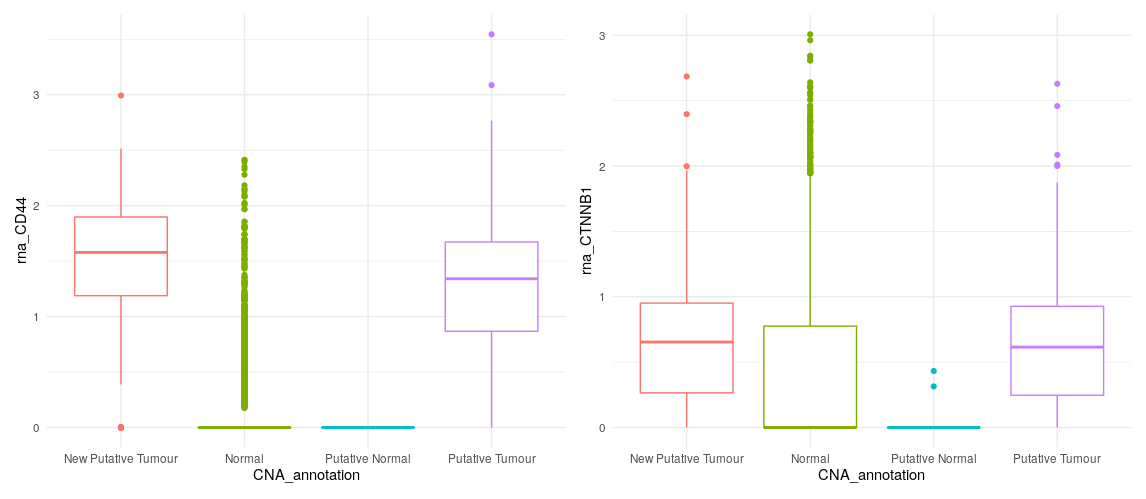 rna_CD44
3
2
1
0
New Putative Tumour
Normal
Putative Normal
Putative Tumour
CNA_annotation
rna_CTNNB1
3
2
1
0
New Putative Tumour
Normal
Putative Normal
Putative Tumour
CNA_annotation